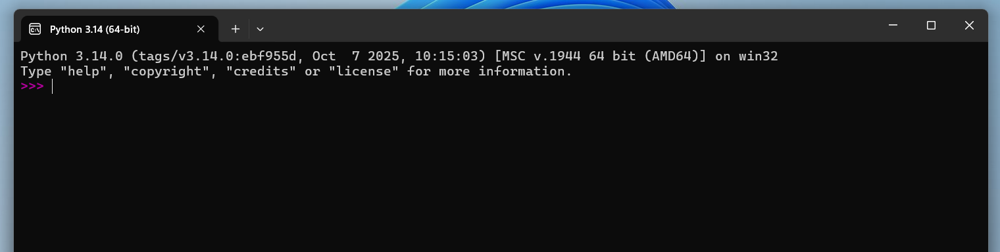 Python 3.14 (64-bit)
Python 3.14.0 (tags/v3.14.0:ebf955d, Oct  7 2025, 10:15:03) [MSC v.1944 64 bit (AMD64)] on win32
Type "help", "copyright", "credits" or "license" for more information.
>>>